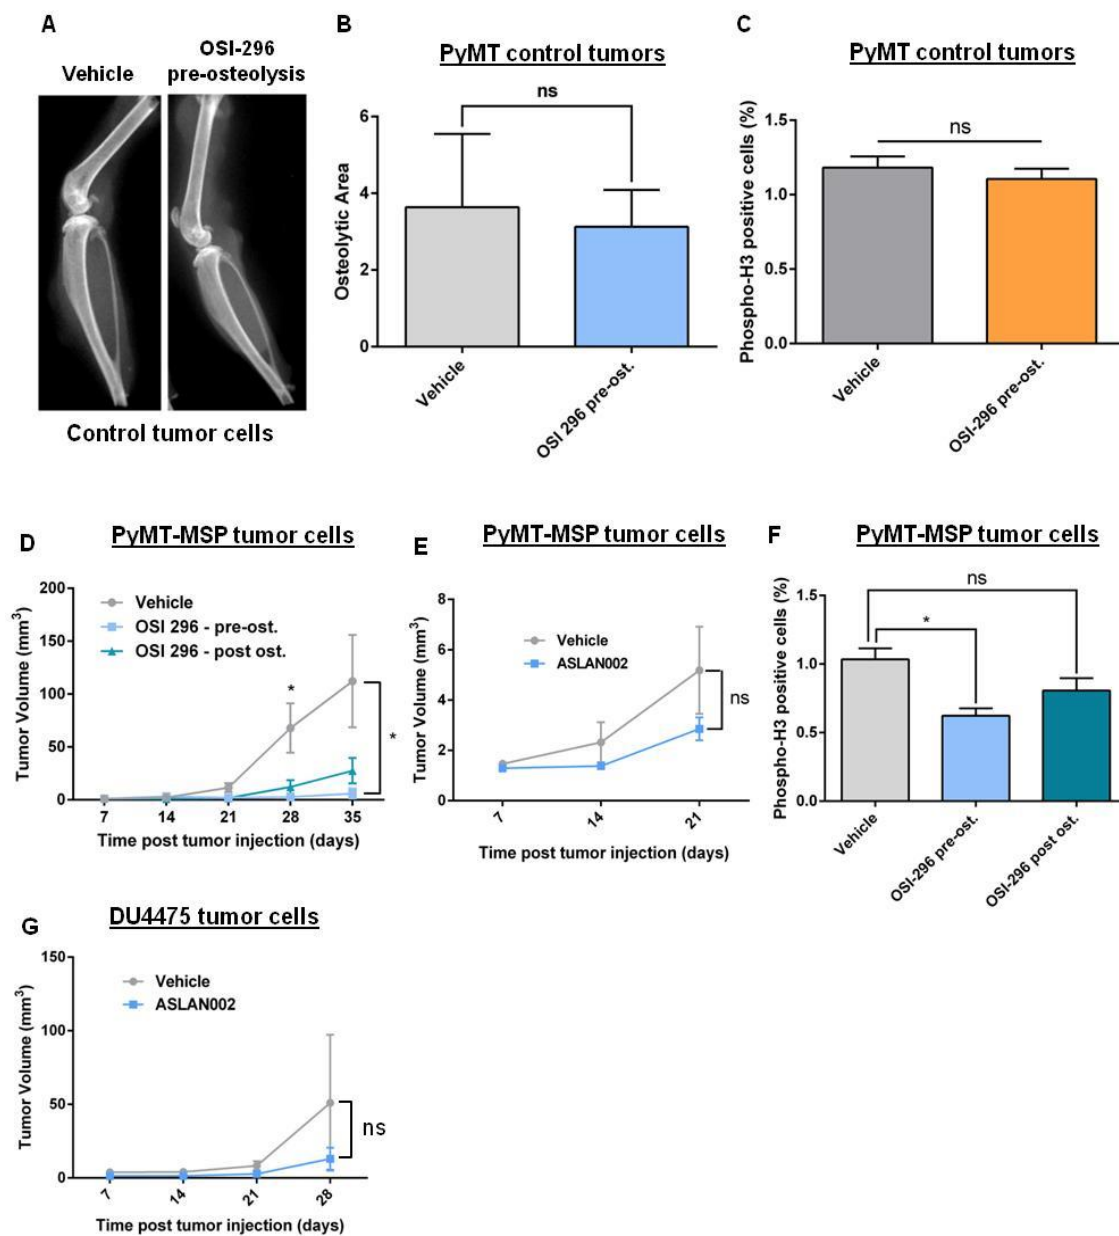 A
Vehicle
OSI-296
pre-osteolysis
Control tumor cells
B
PyMT control tumors
ns
Osteolytic Area
6
4
2
0
Vehicle
OSI 296 pre-ost.
C
PyMT control tumors
ns
Phospho-H3 positive cells (%)
1.5
1.0
0.5
0.0
Vehicle
OSI-296 pre-ost.
D
PyMT-MSP tumor cells
Tumor Volume (mm³)
200
150
100
50
0
Vehicle
OSI 296 - pre-ost.
OSI 296 - post ost.
*
*
7 14 21 28 35
Time post tumor injection (days)
E
PyMT-MSP tumor cells
Tumor Volume (mm³)
8
6
4
2
0
Vehicle
ASLAN002
ns
7 14 21
Time post tumor injection (days)
F
PyMT-MSP tumor cells
ns
*
Phospho-H3 positive cells (%)
1.5
1.0
0.5
0.0
Vehicle
OSI-296 pre-ost.
OSI-296 post ost.
G
DU4475 tumor cells
Tumor Volume (mm³)
150
100
50
0
Vehicle
ASLAN002
ns
7 14 21 28
Time post tumor injection (days)